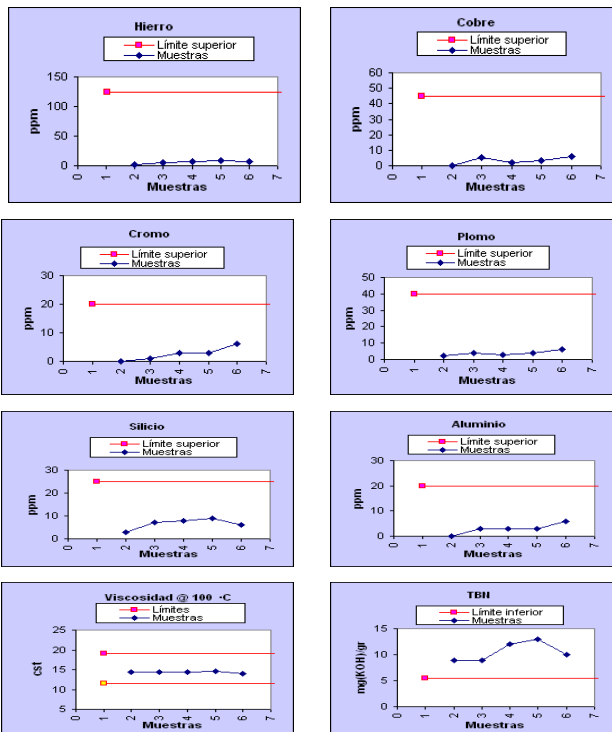 Hierro
Límite superior
Muestras
150
100
50
0
ppm
0 1 2 3 4 5 6 7
Muestras
Cobre
Límite superior
Muestras
60
50
40
30
20
10
0
ppm
0 1 2 3 4 5 6 7
Muestras
Cromo
Límite superior
Muestras
30
20
10
0
ppm
0 1 2 3 4 5 6 7
Muestras
Plomo
Límite superior
Muestras
50
40
30
20
10
0
ppm
0 1 2 3 4 5 6 7
Muestras
Silicio
Límite superior
Muestras
30
20
10
0
ppm
0 1 2 3 4 5 6 7
Muestras
Aluminio
Límite superior
Muestras
30
20
10
0
ppm
0 1 2 3 4 5 6 7
Muestras
Viscosidad @ 100 ·C
Límites
Muestras
25
20
15
10
5
cst
0 1 2 3 4 5 6 7
Muestras
TBN
Límite inferior
Muestras
15
10
5
0
mg(KOH)/gr
0 1 2 3 4 5 6 7
Muestras